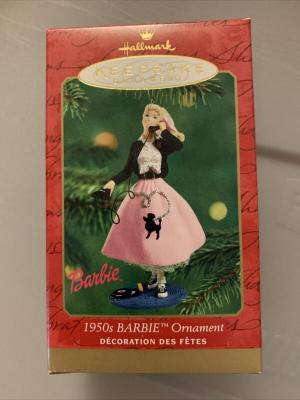 Hallmark
KEEPSAKE
Barbie
1950s BARBIE™ Ornament
DÉCORATION DES FÊTES